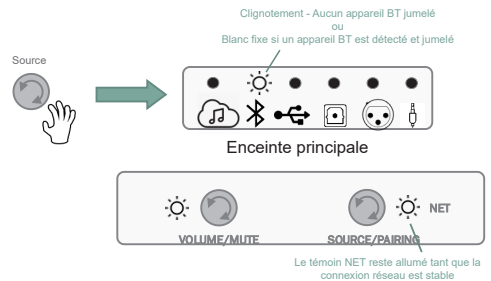 Clignotement - Aucun appareil BT jumelé
ou
Blanc fixe si un appareil BT est détecté et jumelé
Source
Enceinte principale
NET
VOLUME/MUTE
SOURCE/PAIRING
Le témoin NET reste allumé tant que la
connexion réseau est stable